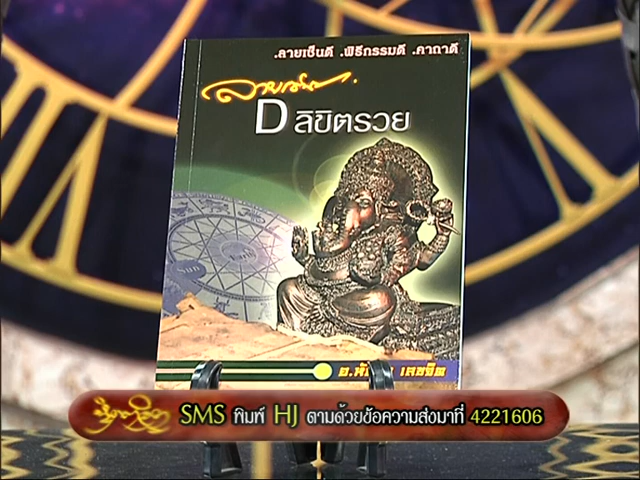 .ลายเซ็นดี .พิธีกรรมดี .คาถาดี
ลายเซ็น
D ลิขิตรวย
SMS พิมพ์ HJ ตามด้วยข้อความส่งมาที่ 4221606